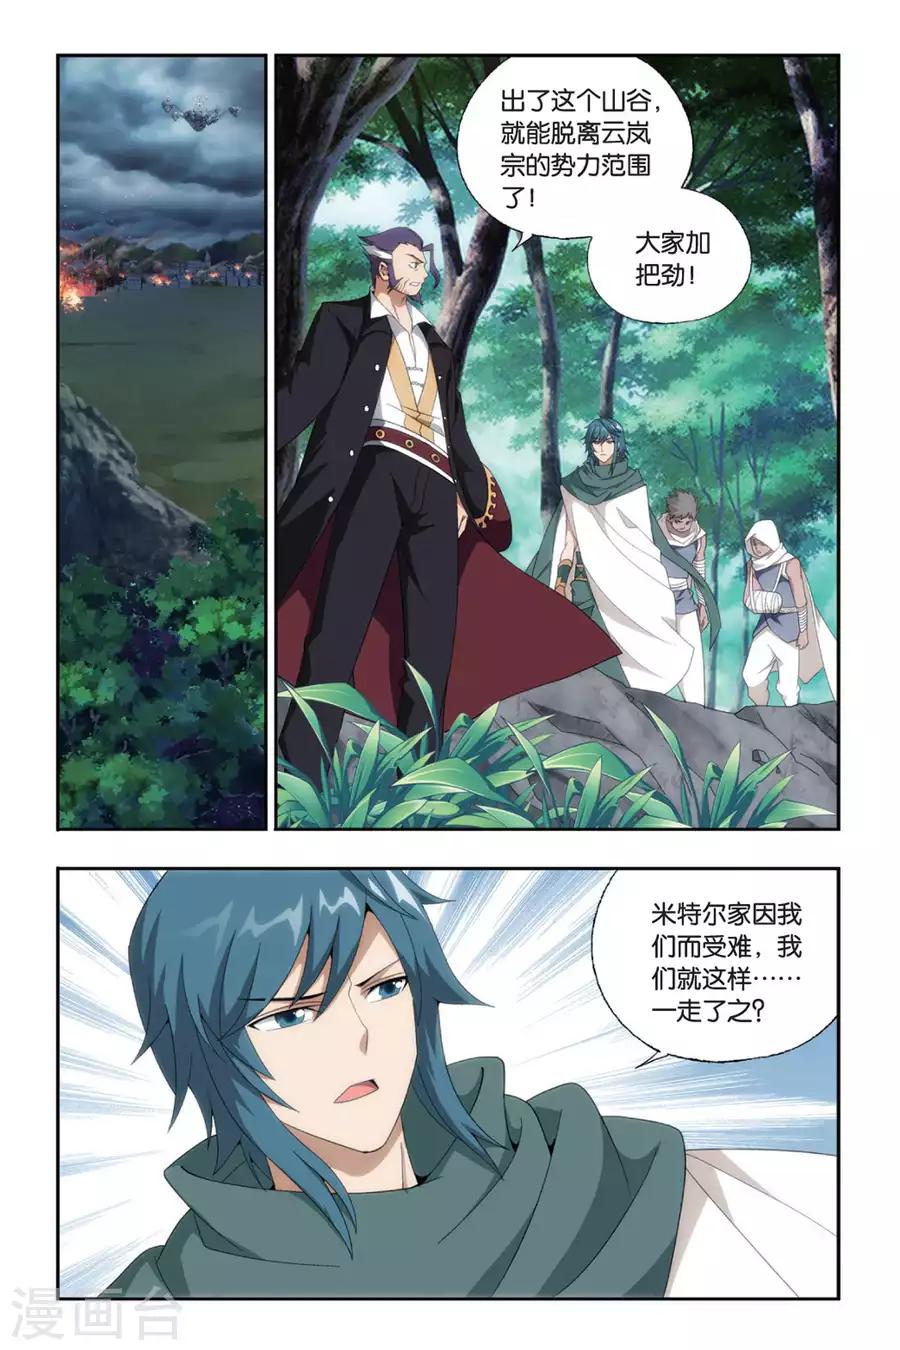 出了这个山谷，
就能脱离云岚
宗的势力范围
了！
大家加
把劲！
米特尔家因我
们而受难，我
们就这样……
一走了之？
漫画台